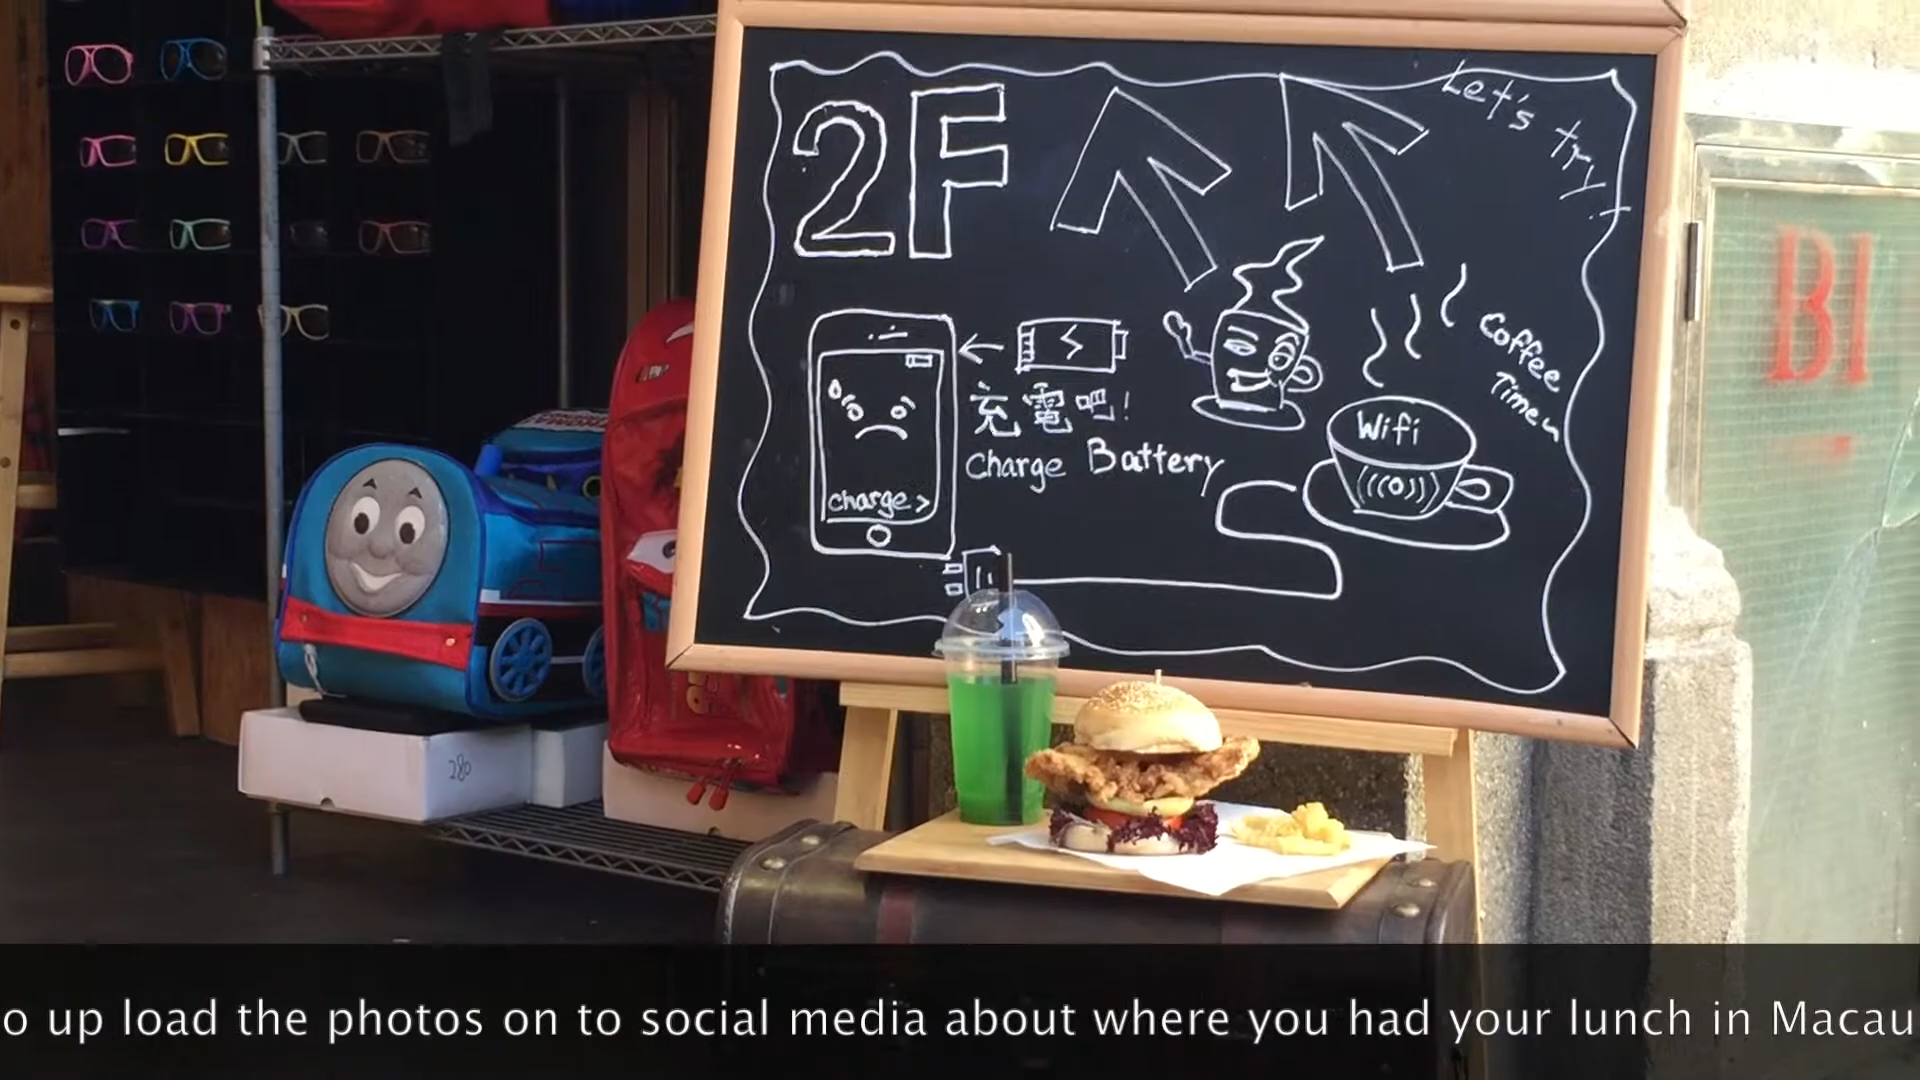 2F
Let's try!
充電吧!
Charge Battery
charge >
Wifi
Coffee
Time
280
BI
o up load the photos on to social media about where you had your lunch in Macau